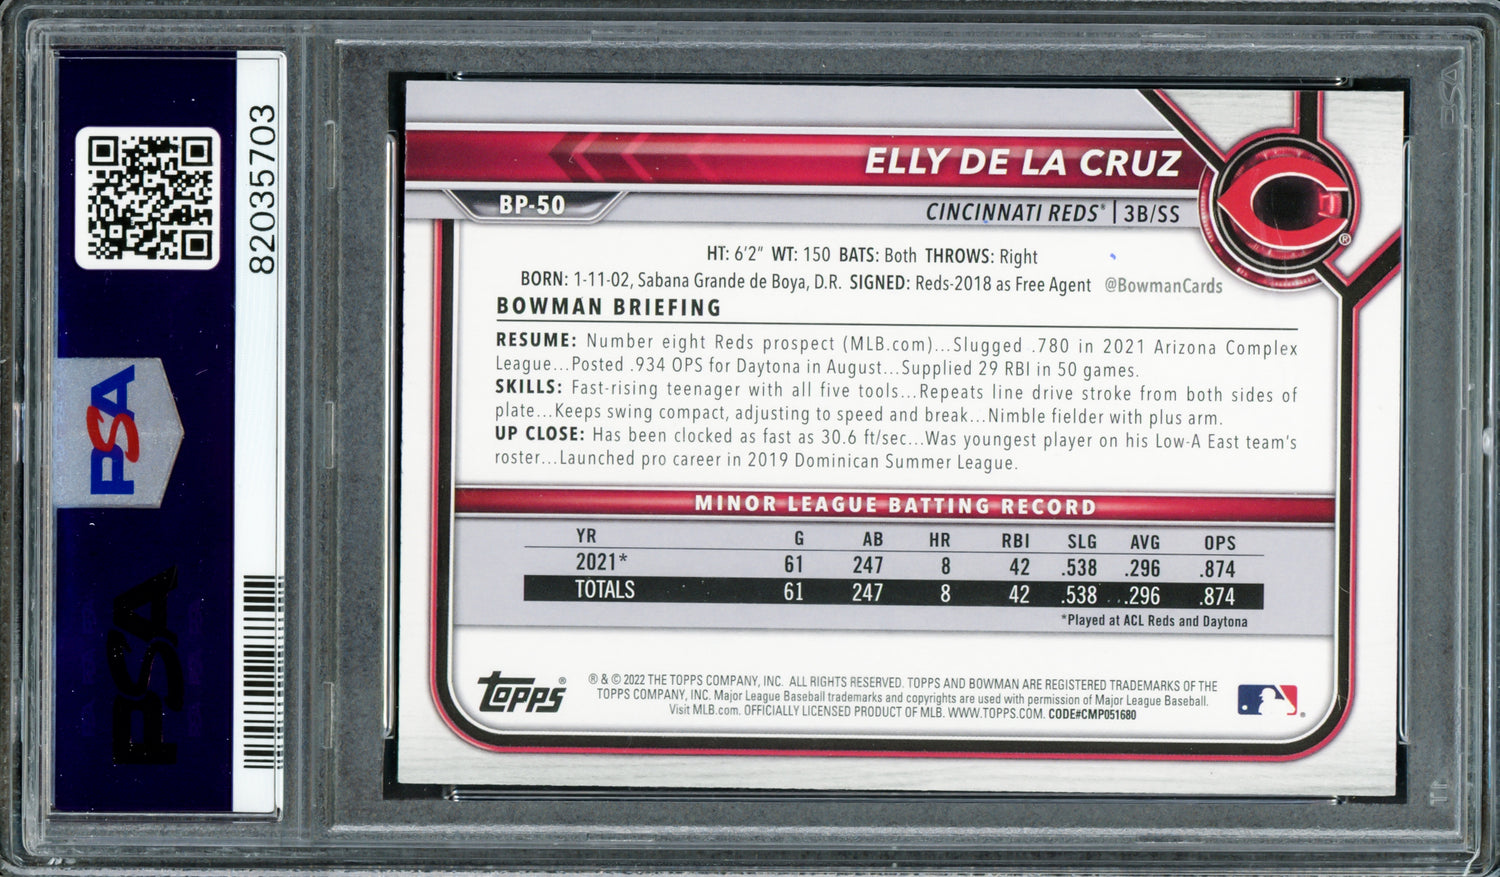 82035703
PSA
PSA
ELLY DE LA CRUZ
BP-50
CINCINNATI REDS® | 3B/SS
HT: 6'2" WT: 150 BATS: Both THROWS: Right
BORN: 1-11-02, Sabana Grande de Boya, D.R. SIGNED: Reds-2018 as Free Agent @BowmanCards
BOWMAN BRIEFING
RESUME: Number eight Reds prospect (MLB.com)...Slugged .780 in 2021 Arizona Complex
League...Posted .934 OPS for Daytona in August...Supplied 29 RBI in 50 games.
SKILLS: Fast-rising teenager with all five tools...Repeats line drive stroke from both sides of
plate...Keeps swing compact, adjusting to speed and break...Nimble fielder with plus arm.
UP CLOSE: Has been clocked as fast as 30.6 ft/sec...Was youngest player on his Low-A East team's
roster...Launched pro career in 2019 Dominican Summer League.
MINOR LEAGUE BATTING RECORD
YR G AB HR RBI SLG AVG OPS
2021* 61 247 8 42 .538 .296 .874
TOTALS 61 247 8 42 .538 .296 .874
*Played at ACL Reds and Daytona
topps®
® & © 2022 THE TOPPS COMPANY, INC. ALL RIGHTS RESERVED. TOPPS AND BOWMAN ARE REGISTERED TRADEMARKS OF THE
TOPPS COMPANY, INC. Major League Baseball trademarks and copyrights are used with permission of Major League Baseball.
Visit MLB.com. OFFICIALLY LICENSED PRODUCT OF MLB. WWW.TOPPS.COM. CODE#CMP051680
PSA